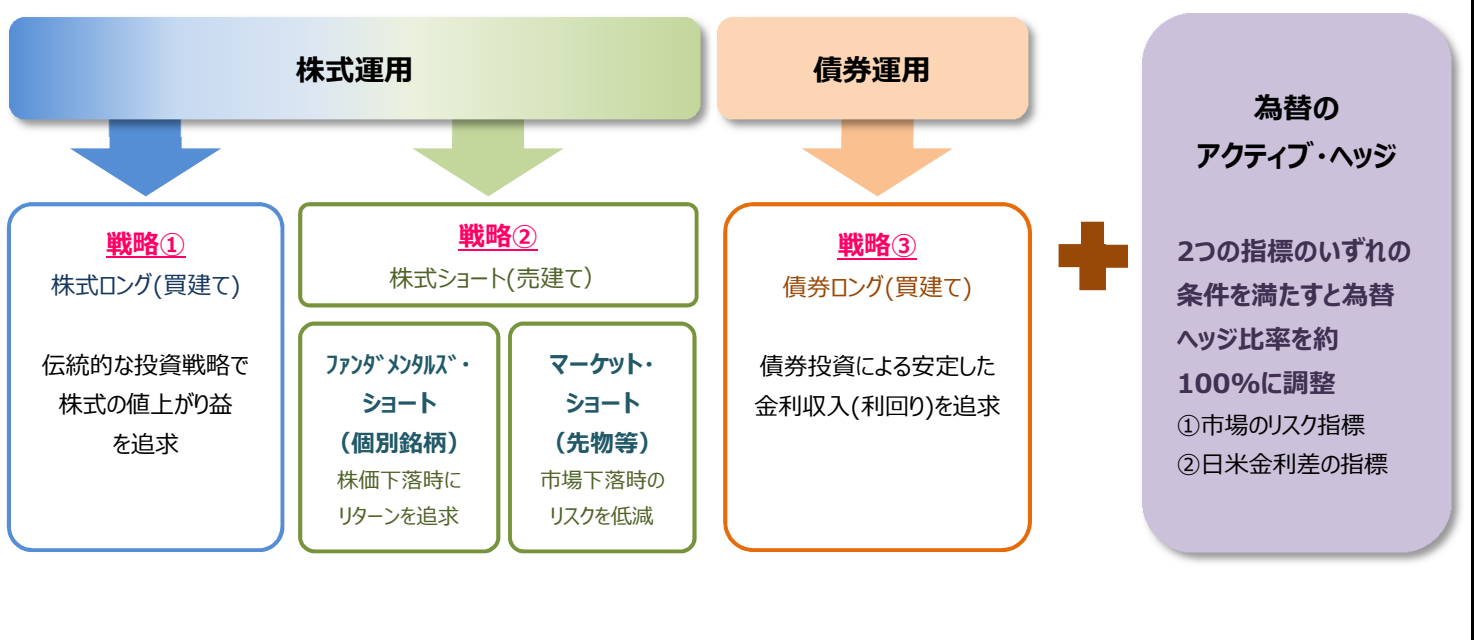 株式運用
戦略①
株式ロング(買建て)
伝統的な投資戦略で
株式の値上がり益
を追求
戦略②
株式ショート(売建て)
ﾌｧﾝﾀﾞﾒﾝﾀﾙｽﾞ・
ショート
（個別銘柄）
株価下落時に
リターンを追求
マーケット・
ショート
（先物等）
市場下落時の
リスクを低減
債券運用
戦略③
債券ロング(買建て)
債券投資による安定した
金利収入(利回り)を追求
為替の
アクティブ・ヘッジ
2つの指標のいずれの
条件を満たすと為替
ヘッジ比率を約
100%に調整
①市場のリスク指標
②日米金利差の指標